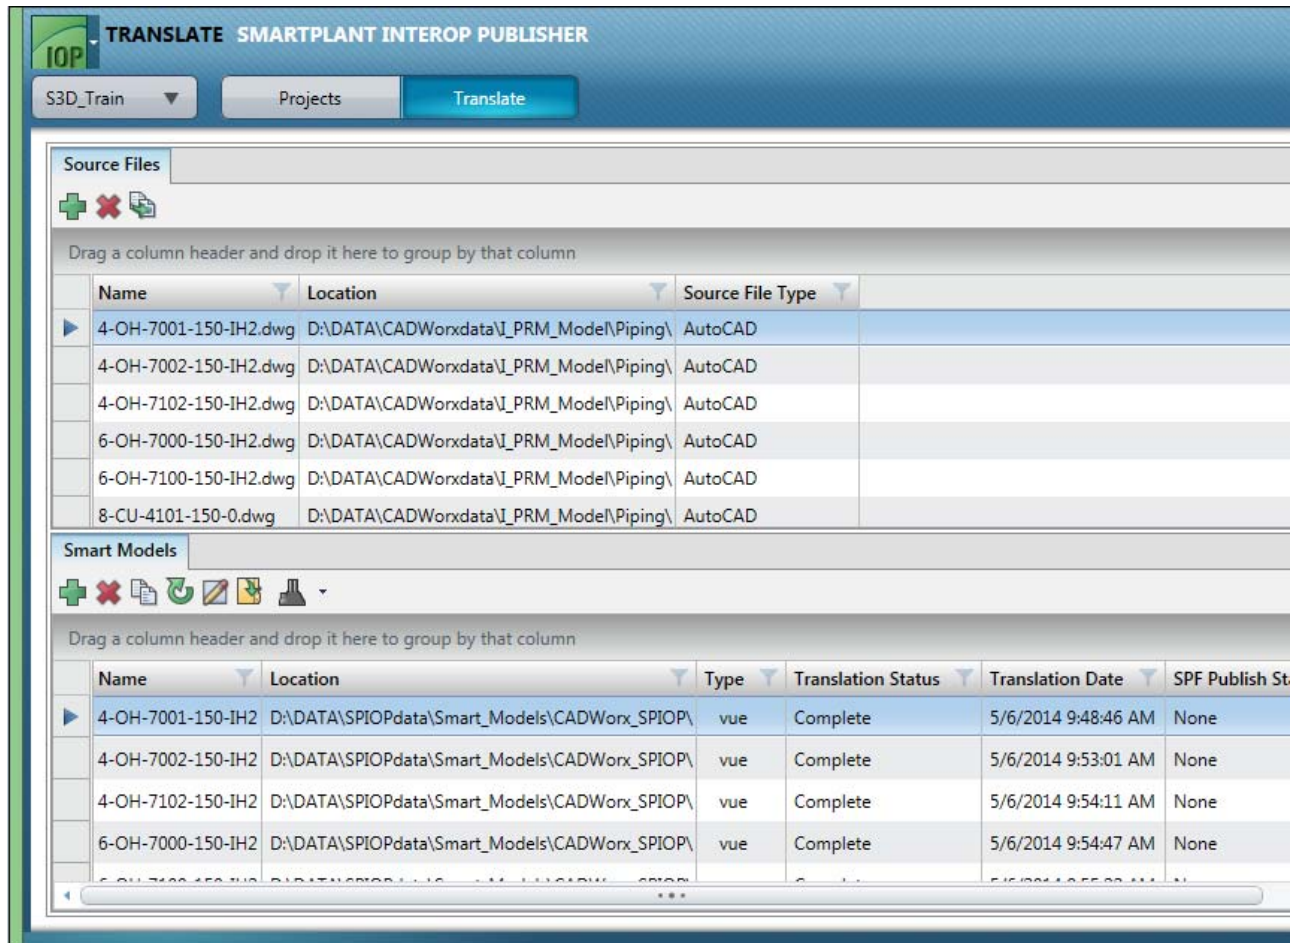 IOP TRANSLATE SMARTPLANT INTEROP PUBLISHER
S3D_Train Projects Translate
Source Files
Drag a column header and drop it here to group by that column
Name Location Source File Type
4-OH-7001-150-IH2.dwg D:\DATA\CADWorxdata\I_PRM_Model\Piping\ AutoCAD
4-OH-7002-150-IH2.dwg D:\DATA\CADWorxdata\I_PRM_Model\Piping\ AutoCAD
4-OH-7102-150-IH2.dwg D:\DATA\CADWorxdata\I_PRM_Model\Piping\ AutoCAD
6-OH-7000-150-IH2.dwg D:\DATA\CADWorxdata\I_PRM_Model\Piping\ AutoCAD
6-OH-7100-150-IH2.dwg D:\DATA\CADWorxdata\I_PRM_Model\Piping\ AutoCAD
8-CU-4101-150-0.dwg D:\DATA\CADWorxdata\I_PRM_Model\Piping\ AutoCAD
Smart Models
Drag a column header and drop it here to group by that column
Name Location Type Translation Status Translation Date SPF Publish Sta
4-OH-7001-150-IH2 D:\DATA\SPIOPdata\Smart_Models\CADWorx_SPIOP\ vue Complete 5/6/2014 9:48:46 AM None
4-OH-7002-150-IH2 D:\DATA\SPIOPdata\Smart_Models\CADWorx_SPIOP\ vue Complete 5/6/2014 9:53:01 AM None
4-OH-7102-150-IH2 D:\DATA\SPIOPdata\Smart_Models\CADWorx_SPIOP\ vue Complete 5/6/2014 9:54:11 AM None
6-OH-7000-150-IH2 D:\DATA\SPIOPdata\Smart_Models\CADWorx_SPIOP\ vue Complete 5/6/2014 9:54:47 AM None